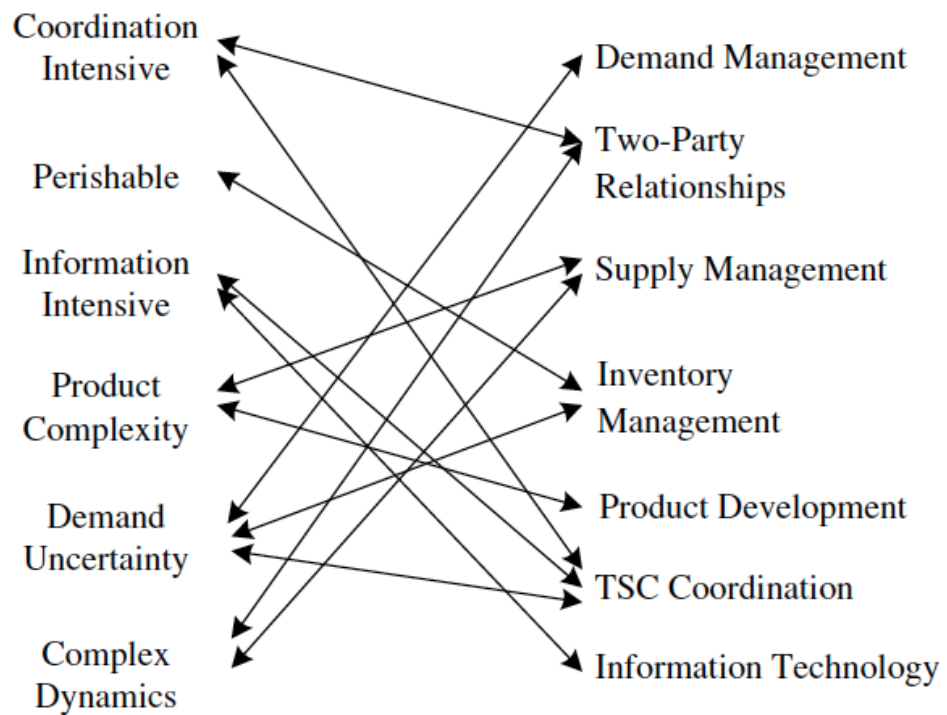 Coordination
Intensive
Perishable
Information
Intensive
Product
Complexity
Demand
Uncertainty
Complex
Dynamics
Demand Management
Two-Party
Relationships
Supply Management
Inventory
Management
Product Development
TSC Coordination
Information Technology